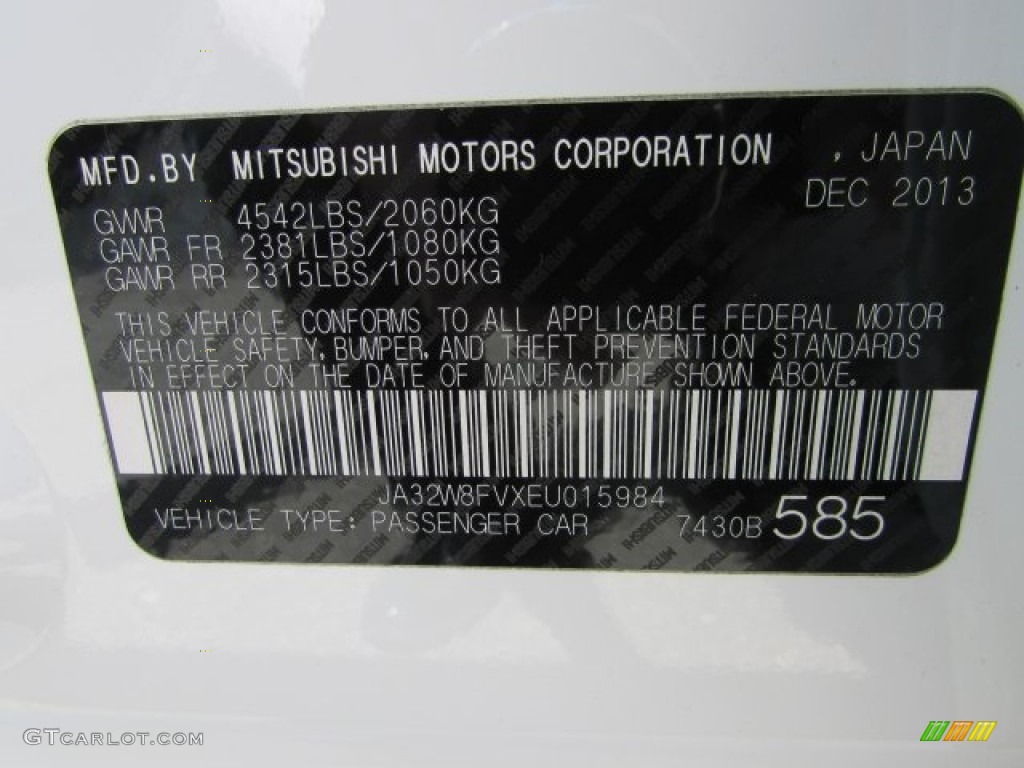 MFD.BY MITSUBISHI MOTORS CORPORATION , JAPAN
DEC 2013
GVWR 4542LBS/2060KG
GAWR FR 2381LBS/1080KG
GAWR RR 2315LBS/1050KG
THIS VEHICLE CONFORMS TO ALL APPLICABLE FEDERAL MOTOR
VEHICLE SAFETY, BUMPER, AND THEFT PREVENTION STANDARDS
IN EFFECT ON THE DATE OF MANUFACTURE SHOWN ABOVE.
JA32W8FVXEU015984
VEHICLE TYPE: PASSENGER CAR 7430B 585
GTCARLOT.COM